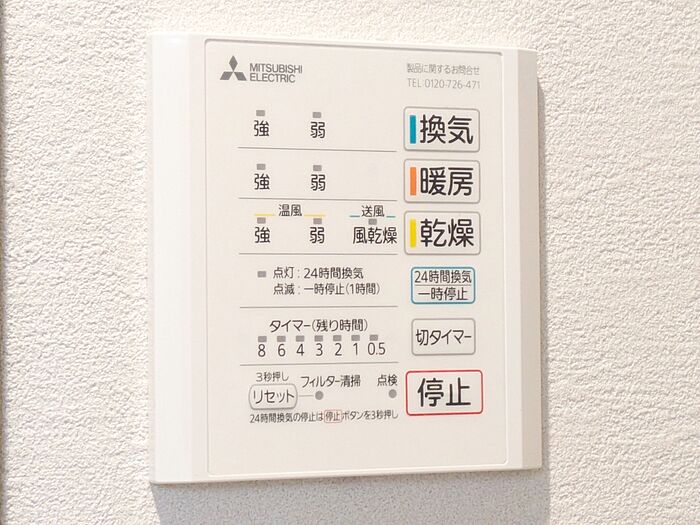 MITSUBISHI
ELECTRIC
製品に関するお問合せ
TEL:0120-726-471
強 弱 換気
強 弱 暖房
温風 送風
強 弱 風乾燥 乾燥
点灯:24時間換気
点滅:一時停止(1時間)
24時間換気
一時停止
タイマー(残り時間)
8 6 4 3 2 1 0.5
切タイマー
3秒押し
リセット フィルター清掃 点検
停止
24時間換気の停止は停止ボタンを3秒押し